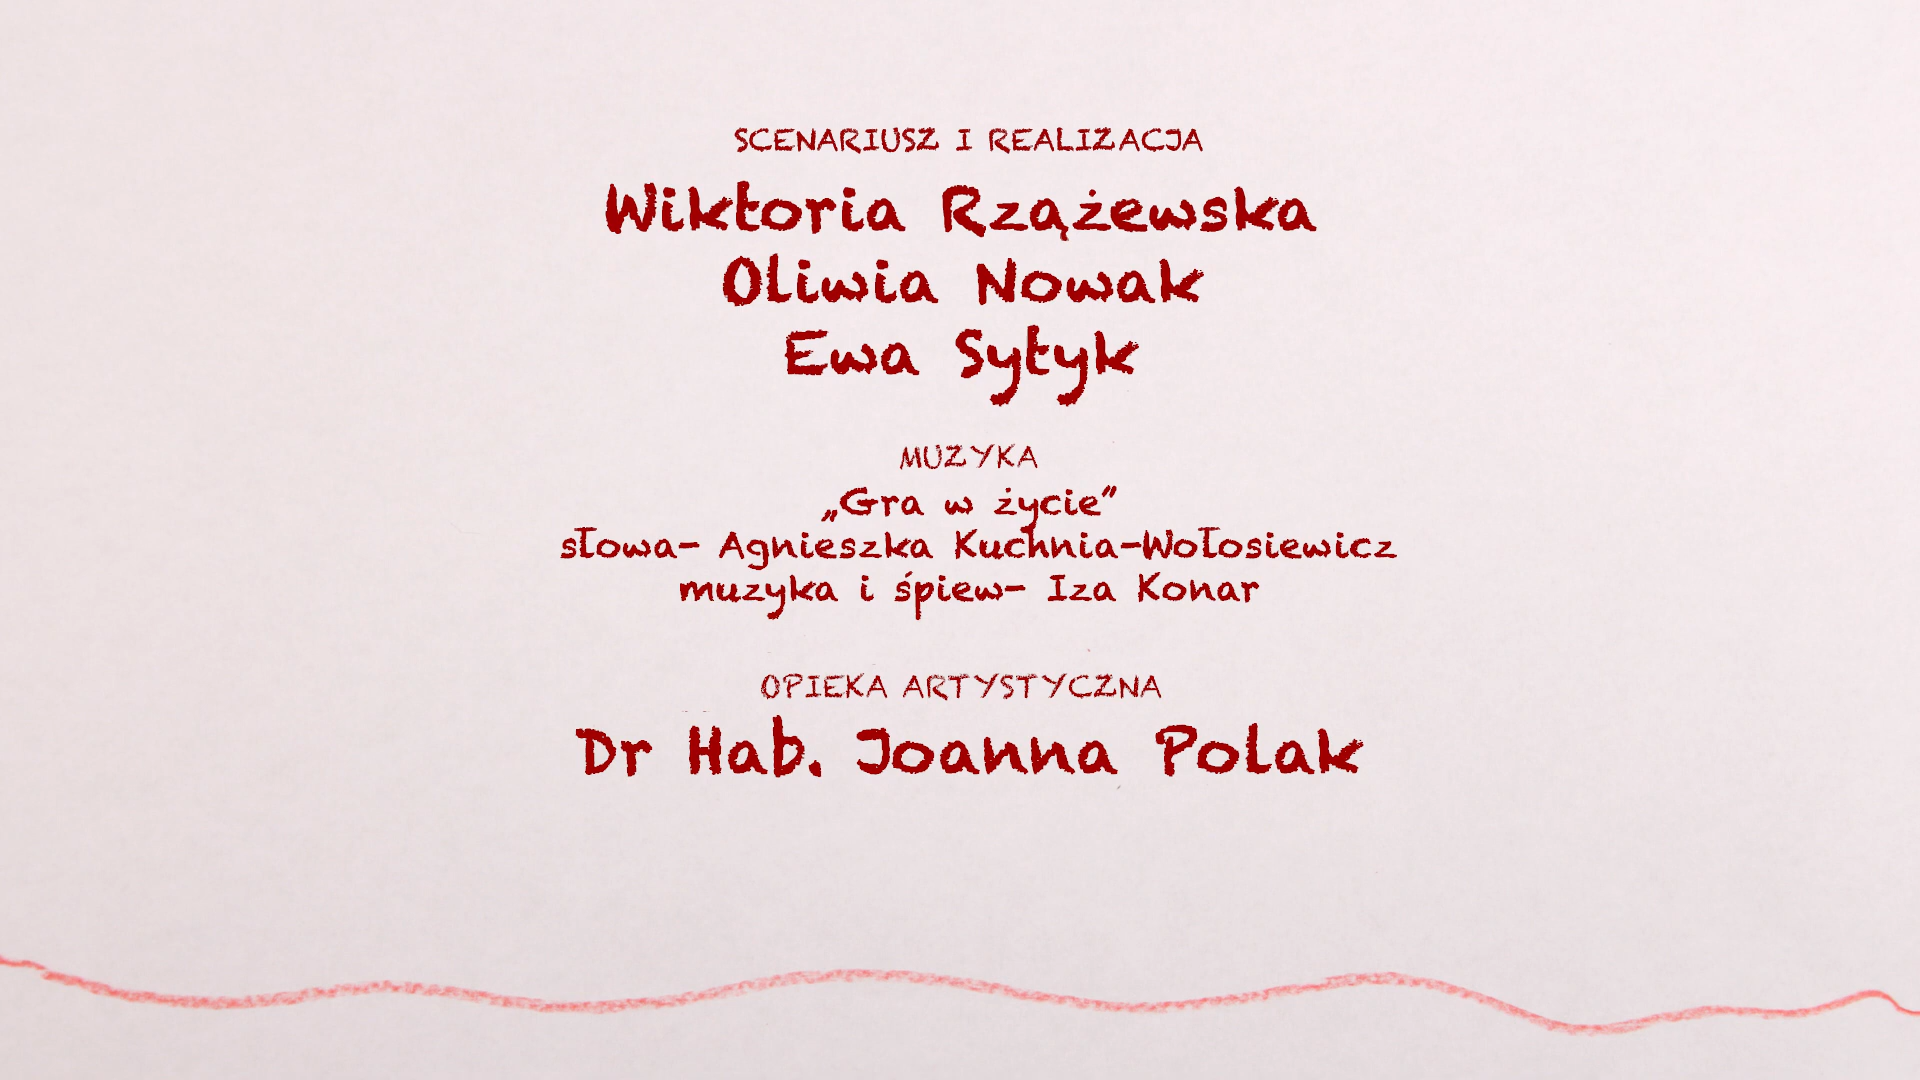 SCENARIUSZ I REALIZACJA
Wiktoria Rzążewska
Oliwia Nowak
Ewa Sytyk
MUZYKA
„Gra w życie”
słowa- Agnieszka Kuchnia-Wołosiewicz
muzyka i śpiew- Iza Konar
OPIEKA ARTYSTYCZNA
Dr Hab. Joanna Polak